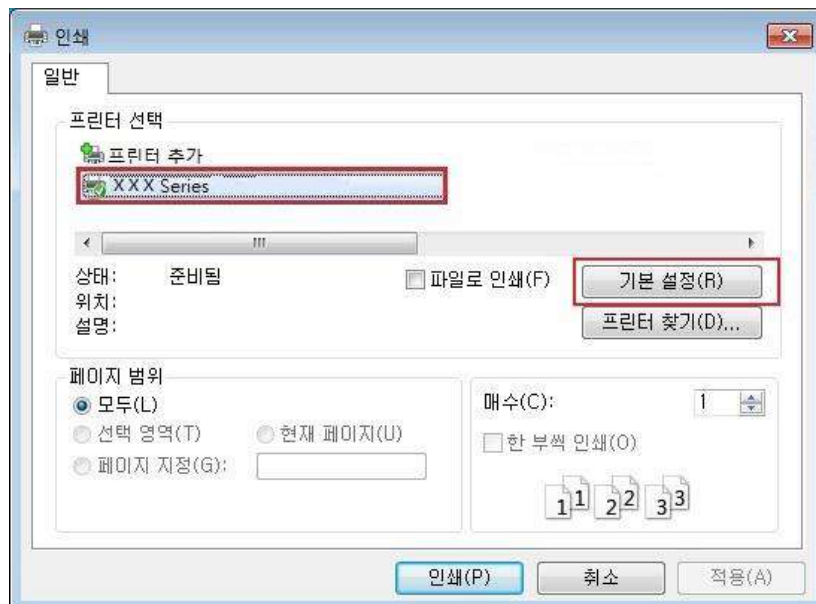 인쇄
일반
프린터 선택
프린터 추가
XXX Series
상태: 준비됨 파일로 인쇄(F) 기본 설정(R)
위치:
설명: 프린터 찾기(D)...
페이지 범위
모두(L)
선택 영역(T) 현재 페이지(U)
페이지 지정(G):
매수(C): 1
한 부씩 인쇄(O)
1 1 2 2 3 3
인쇄(P) 취소 적용(A)